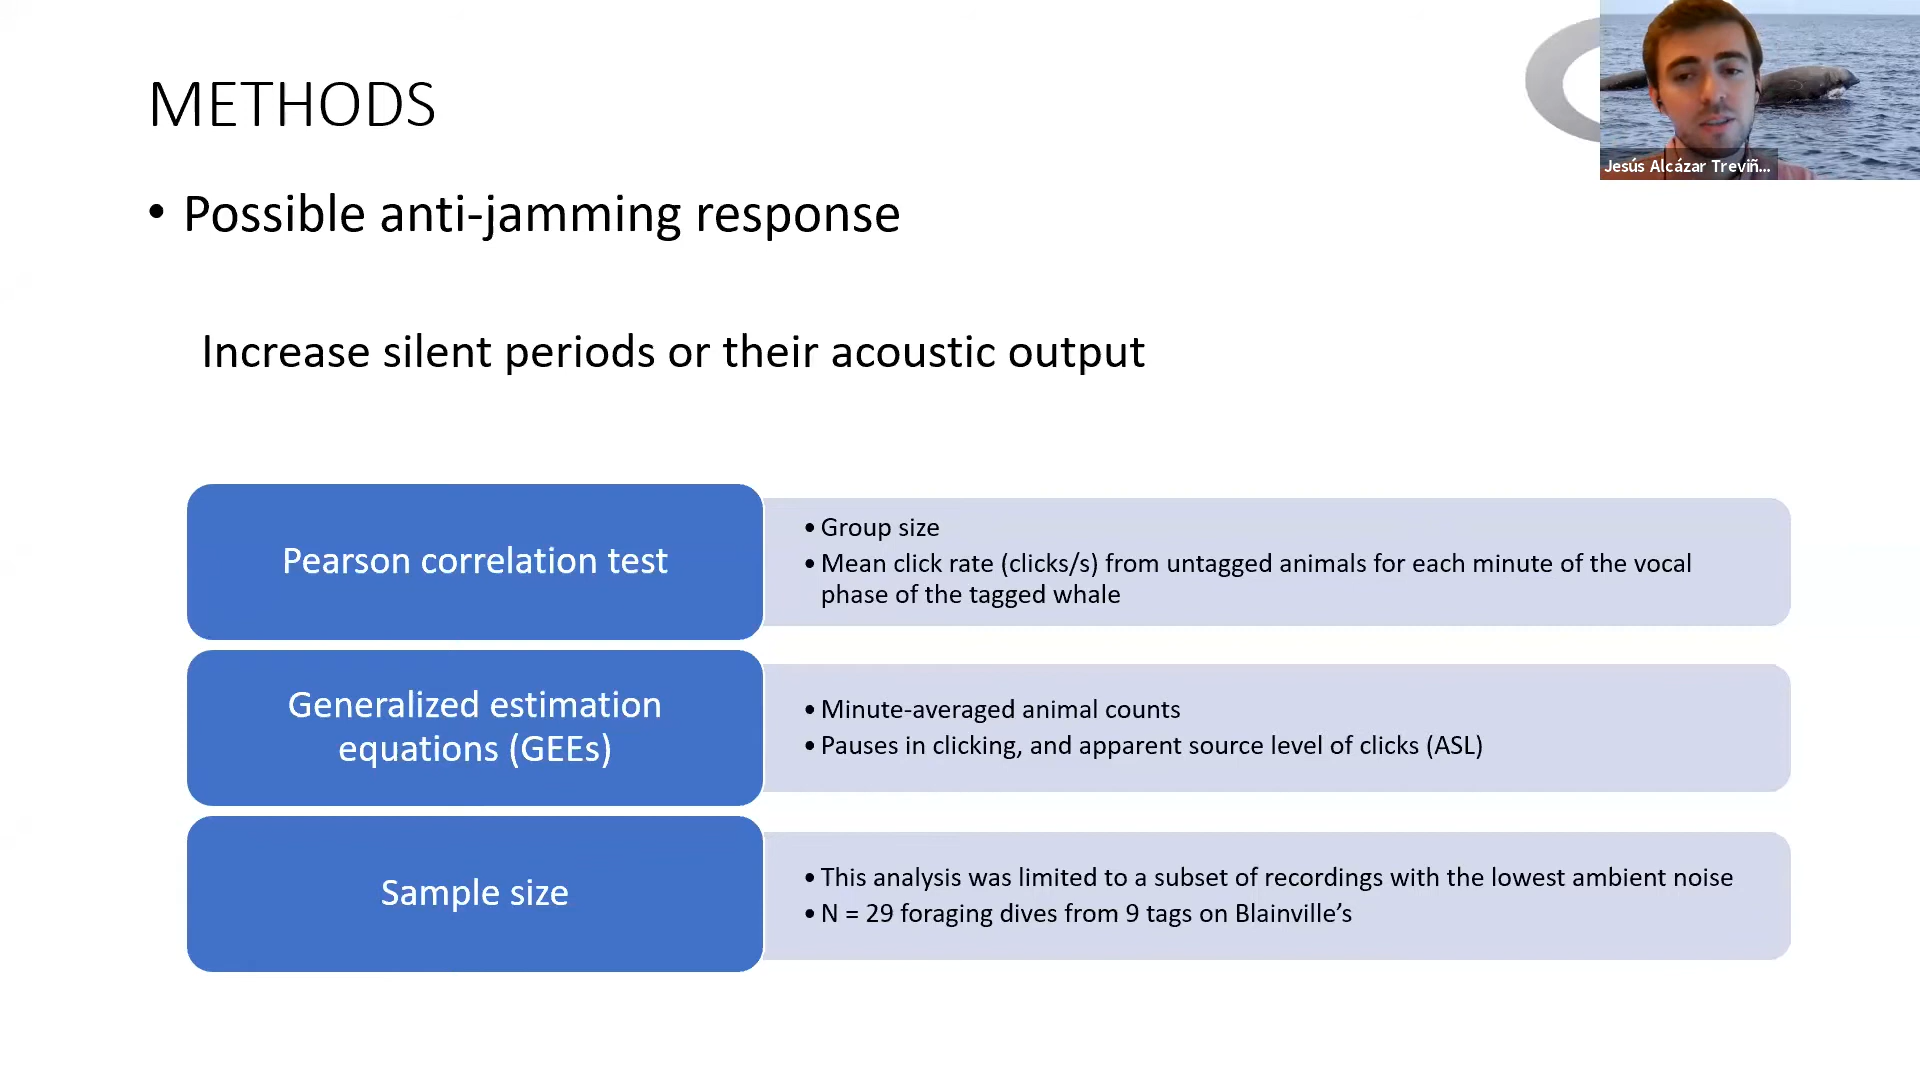 METHODS
Jesús Alcázar Treviñ...
• Possible anti-jamming response
Increase silent periods or their acoustic output
Pearson correlation test
• Group size
• Mean click rate (clicks/s) from untagged animals for each minute of the vocal
phase of the tagged whale
Generalized estimation
equations (GEEs)
• Minute-averaged animal counts
• Pauses in clicking, and apparent source level of clicks (ASL)
Sample size
• This analysis was limited to a subset of recordings with the lowest ambient noise
• N = 29 foraging dives from 9 tags on Blainville’s